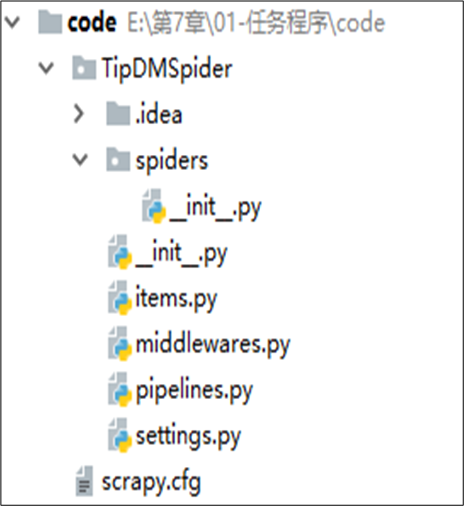 code E:\第7章\01-任务程序\code
TipDMSpider
.idea
spiders
__init__.py
__init__.py
items.py
middlewares.py
pipelines.py
settings.py
scrapy.cfg